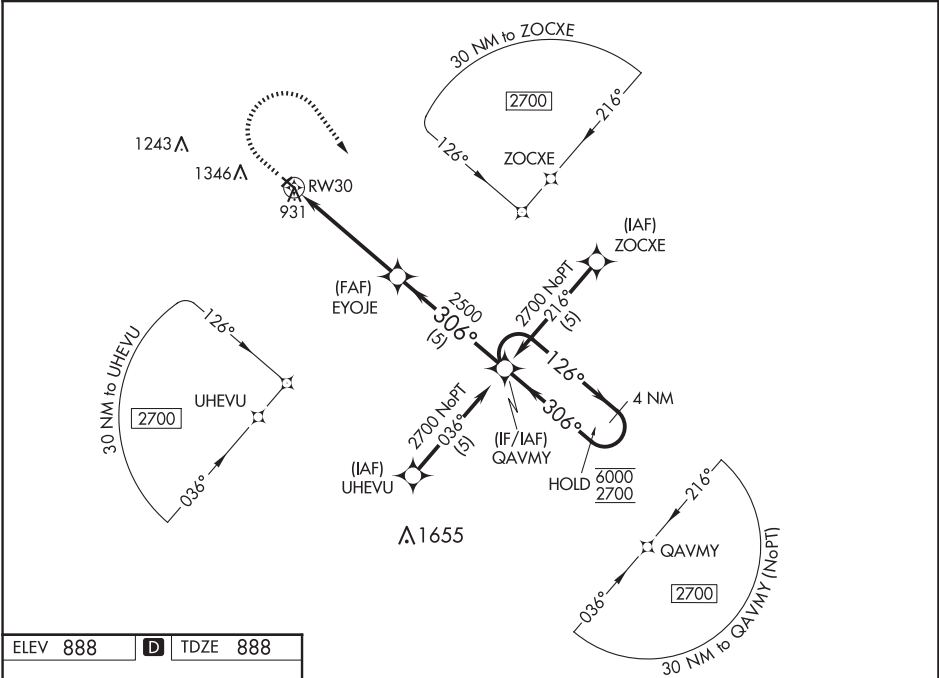 30 NM to ZOCXE
2700
216°
126°
ZOCXE
1243
1346
RW30
931
(IAF)
ZOCXE
(FAF)
EYOJE
2500
306°
(5)
2700 NoPT
216°
(5)
126°
306°
4 NM
30 NM to UHEVU
126°
UHEVU
2700
036°
2700 NoPT
036°
(5)
(IF/IAF)
QAVMY
(IAF)
UHEVU
HOLD 6000
2700
1655
216°
QAVMY
036°
2700
30 NM to QAVMY (NoPT)
ELEV 888 D TDZE 888